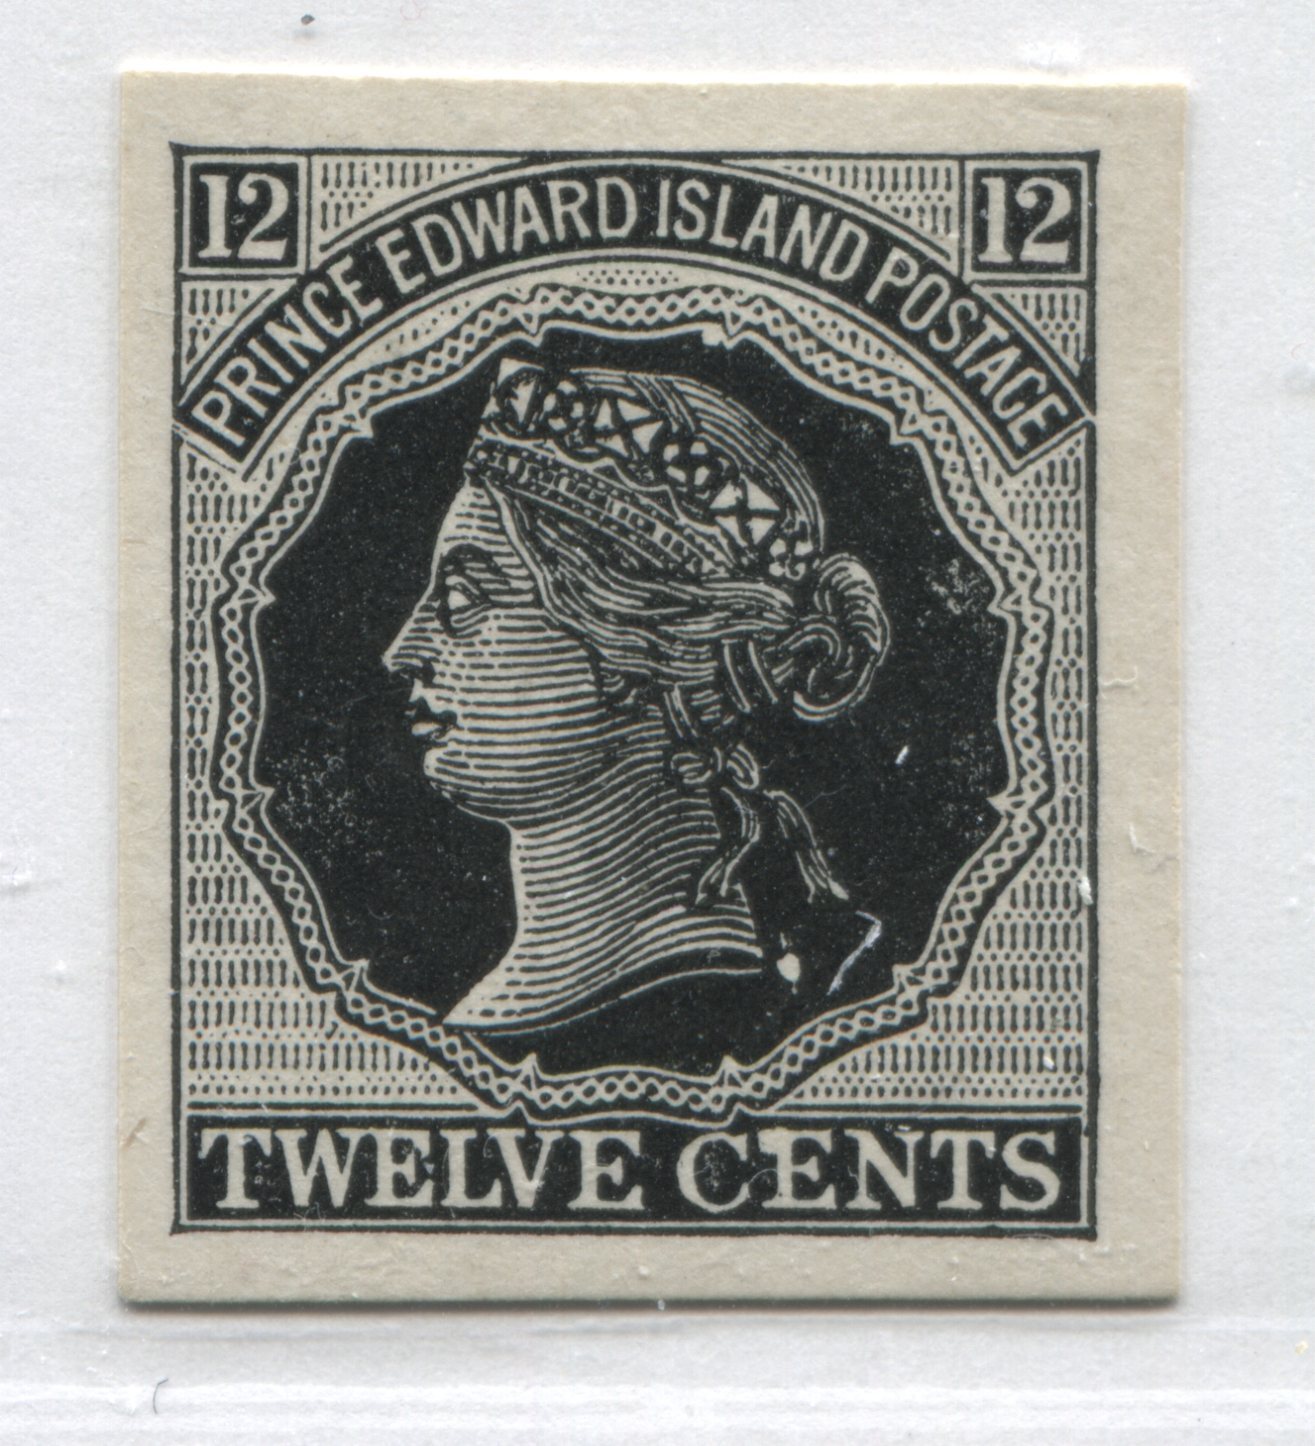 12 12
PRINCE EDWARD ISLAND POSTAGE
TWELVE CENTS